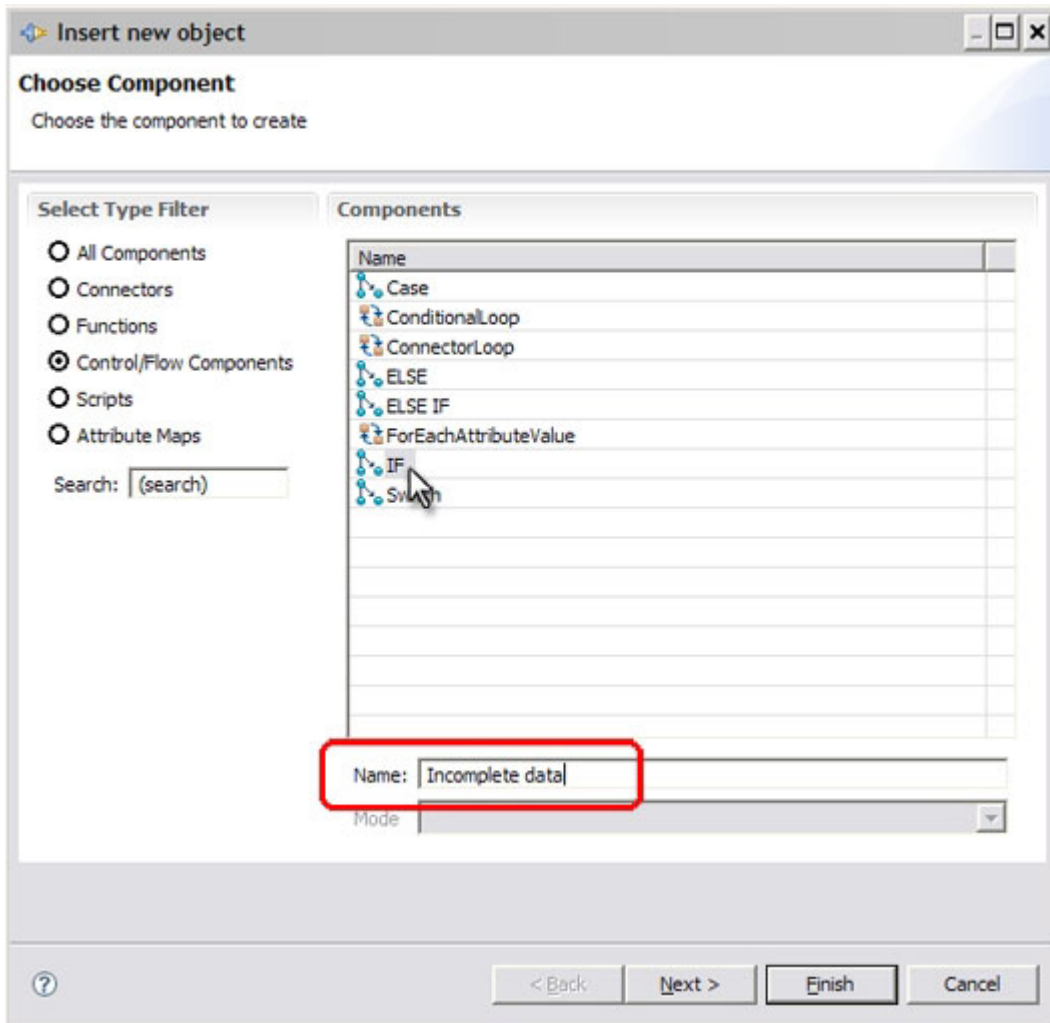 Insert new object
Choose Component
Choose the component to create
Select Type Filter
All Components
Connectors
Functions
Control/Flow Components
Scripts
Attribute Maps
Search: (search)
Components
Name
Case
ConditionalLoop
ConnectorLoop
ELSE
ELSE IF
ForEachAttributeValue
IF
Name: Incomplete data
Mode
?
< Back
Next >
Finish
Cancel